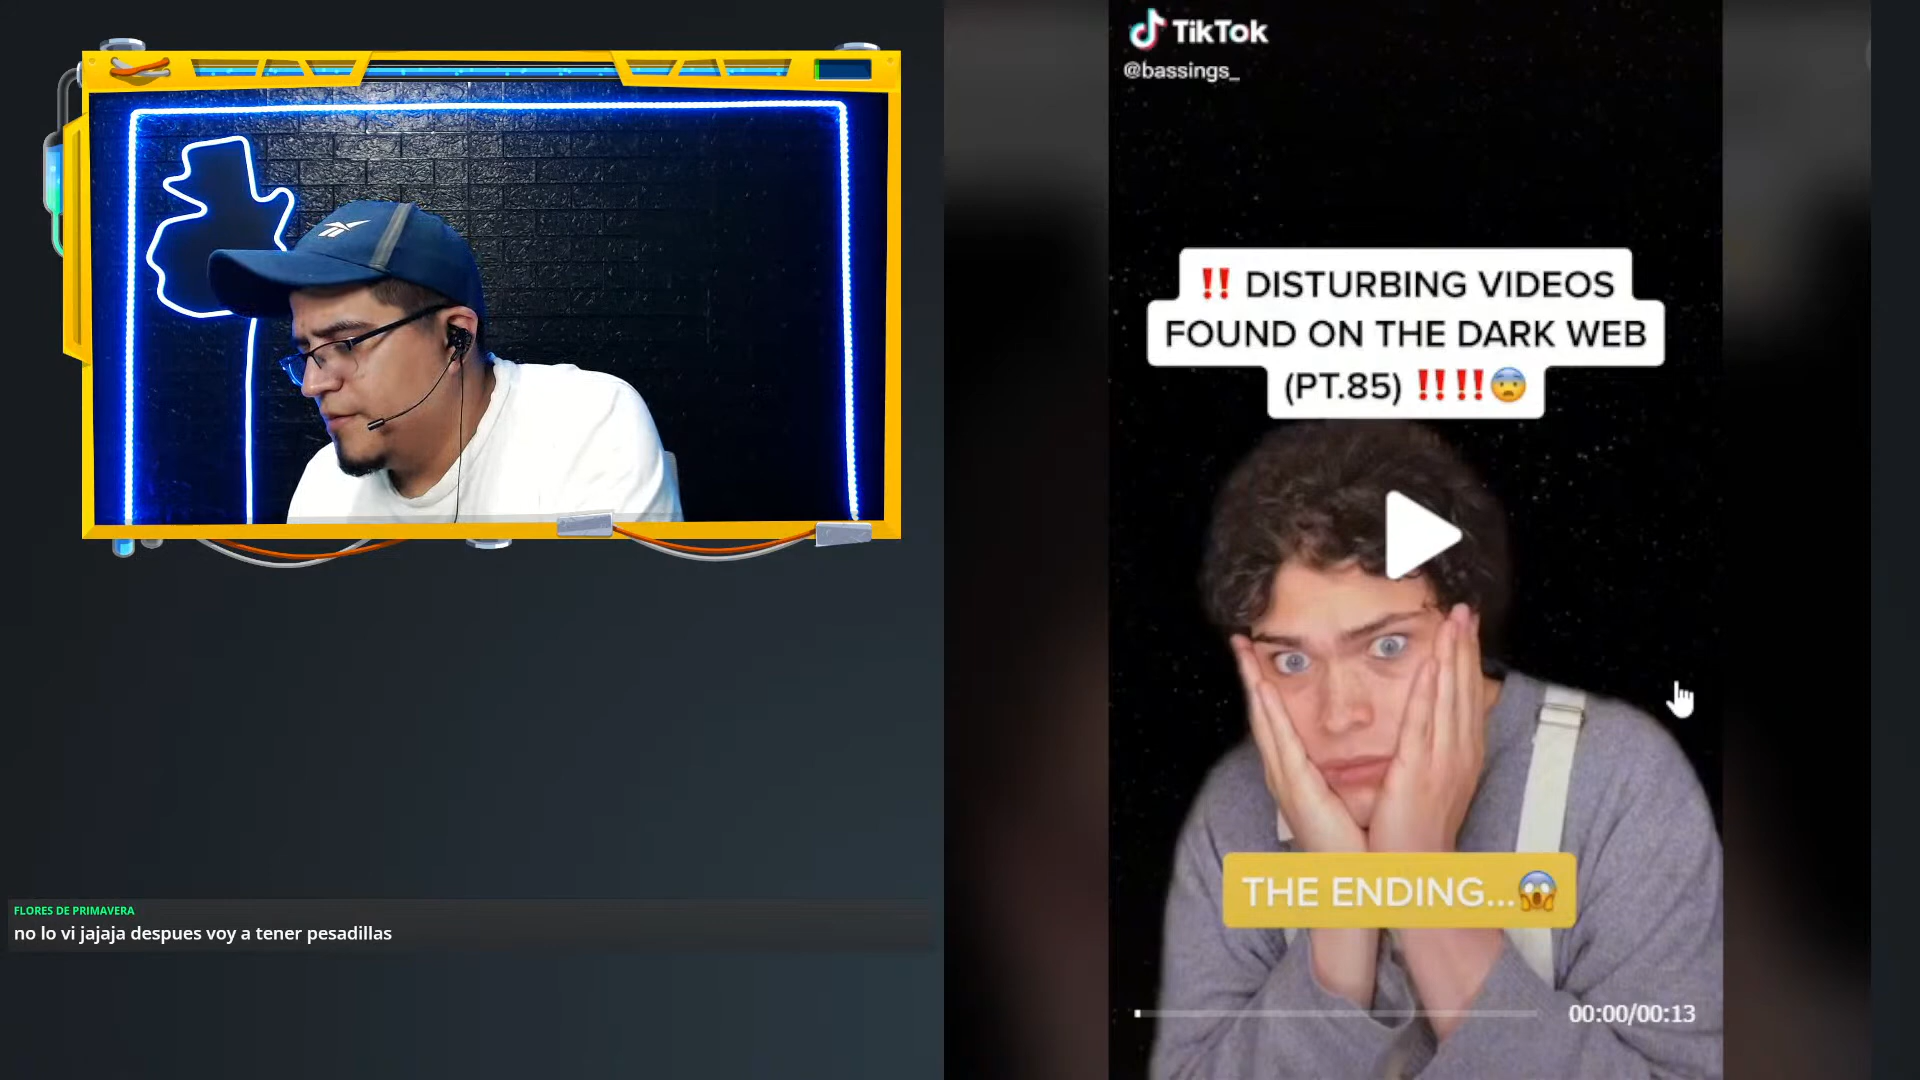 TikTok
@bassings_
‼️ DISTURBING VIDEOS
FOUND ON THE DARK WEB
(PT.85) ‼️‼️😨
THE ENDING...😱
00:00/00:13
FLORES DE PRIMAVERA
no lo vi jajaja despues voy a tener pesadillas